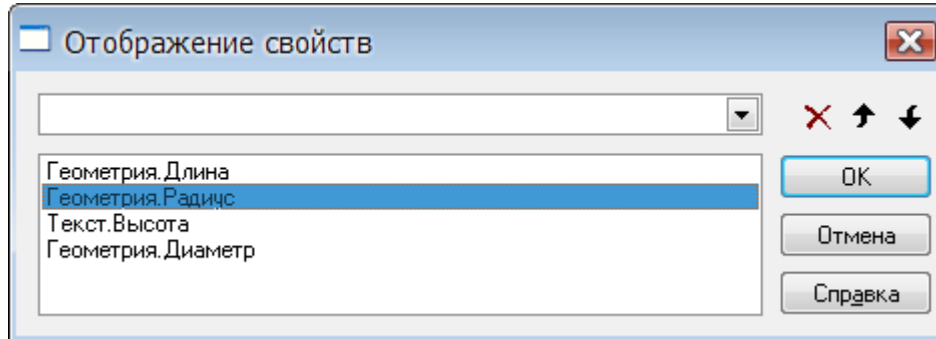 Отображение свойств
Геометрия.Длина
Геометрия.Радиус
Текст.Высота
Геометрия.Диаметр
OK
Отмена
Справка